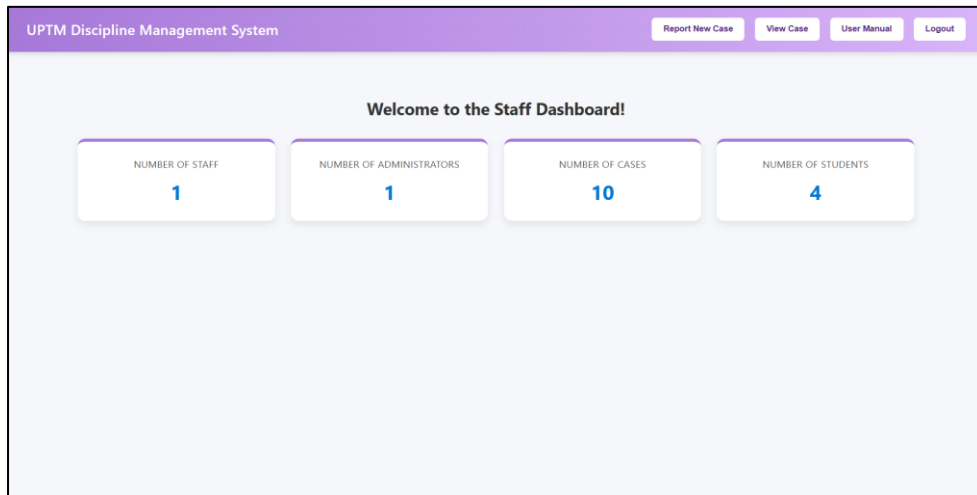 UPTM Discipline Management System
Report New Case
View Case
User Manual
Logout
Welcome to the Staff Dashboard!
NUMBER OF STAFF
1
NUMBER OF ADMINISTRATORS
1
NUMBER OF CASES
10
NUMBER OF STUDENTS
4